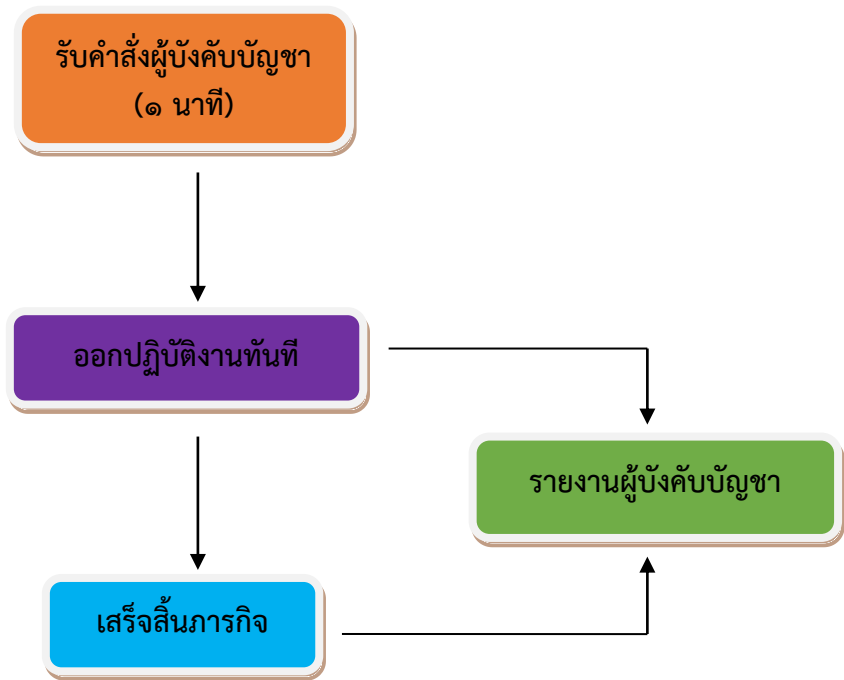 รับคำสั่งผู้บังคับบัญชา
(๑ นาที)
ออกปฏิบัติงานทันที
รายงานผู้บังคับบัญชา
เสร็จสิ้นภารกิจ